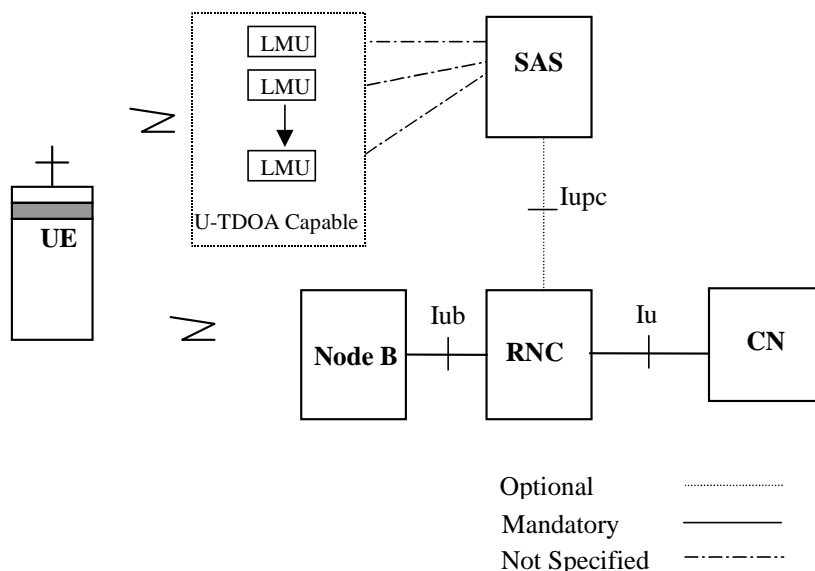 LMU
LMU
LMU
U-TDOA Capable
SAS
Iupc
UE
Node B
Iub
RNC
Iu
CN
Optional
Mandatory
Not Specified